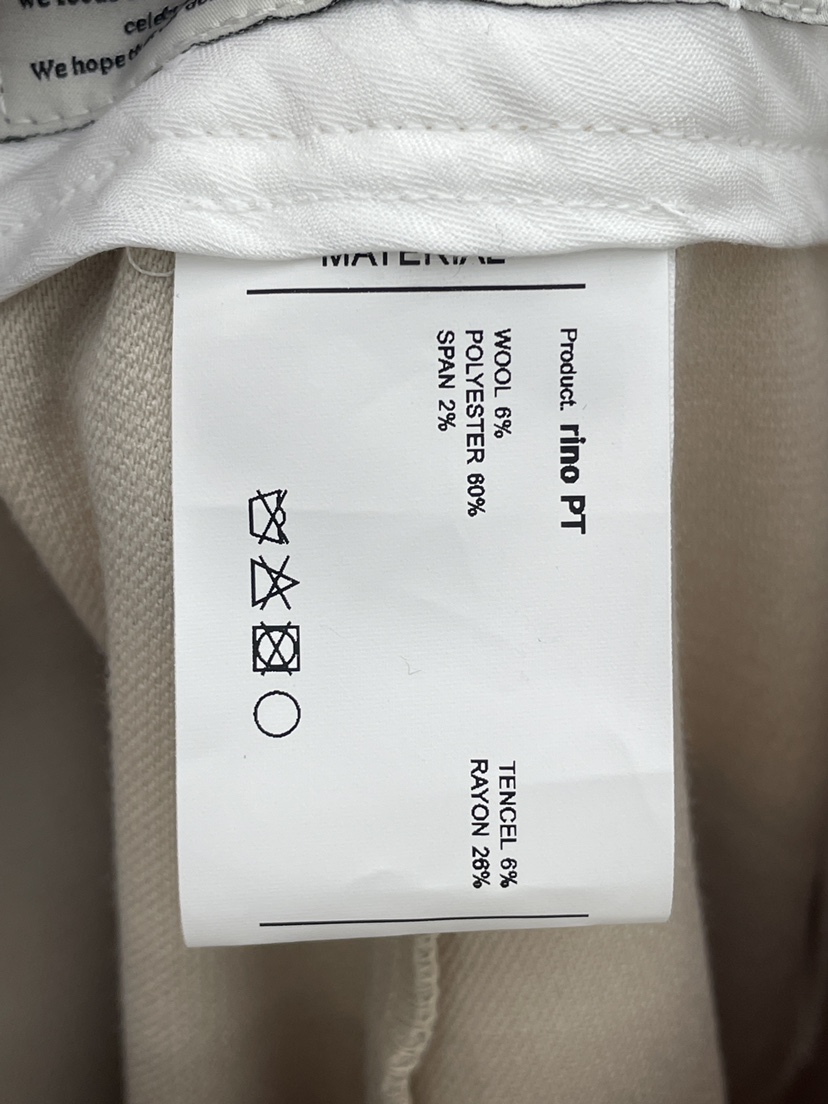 We hope
MATERIAL
Product. rino PT
WOOL 6%
POLYESTER 60%
SPAN 2%
TENCEL 6%
RAYON 26%